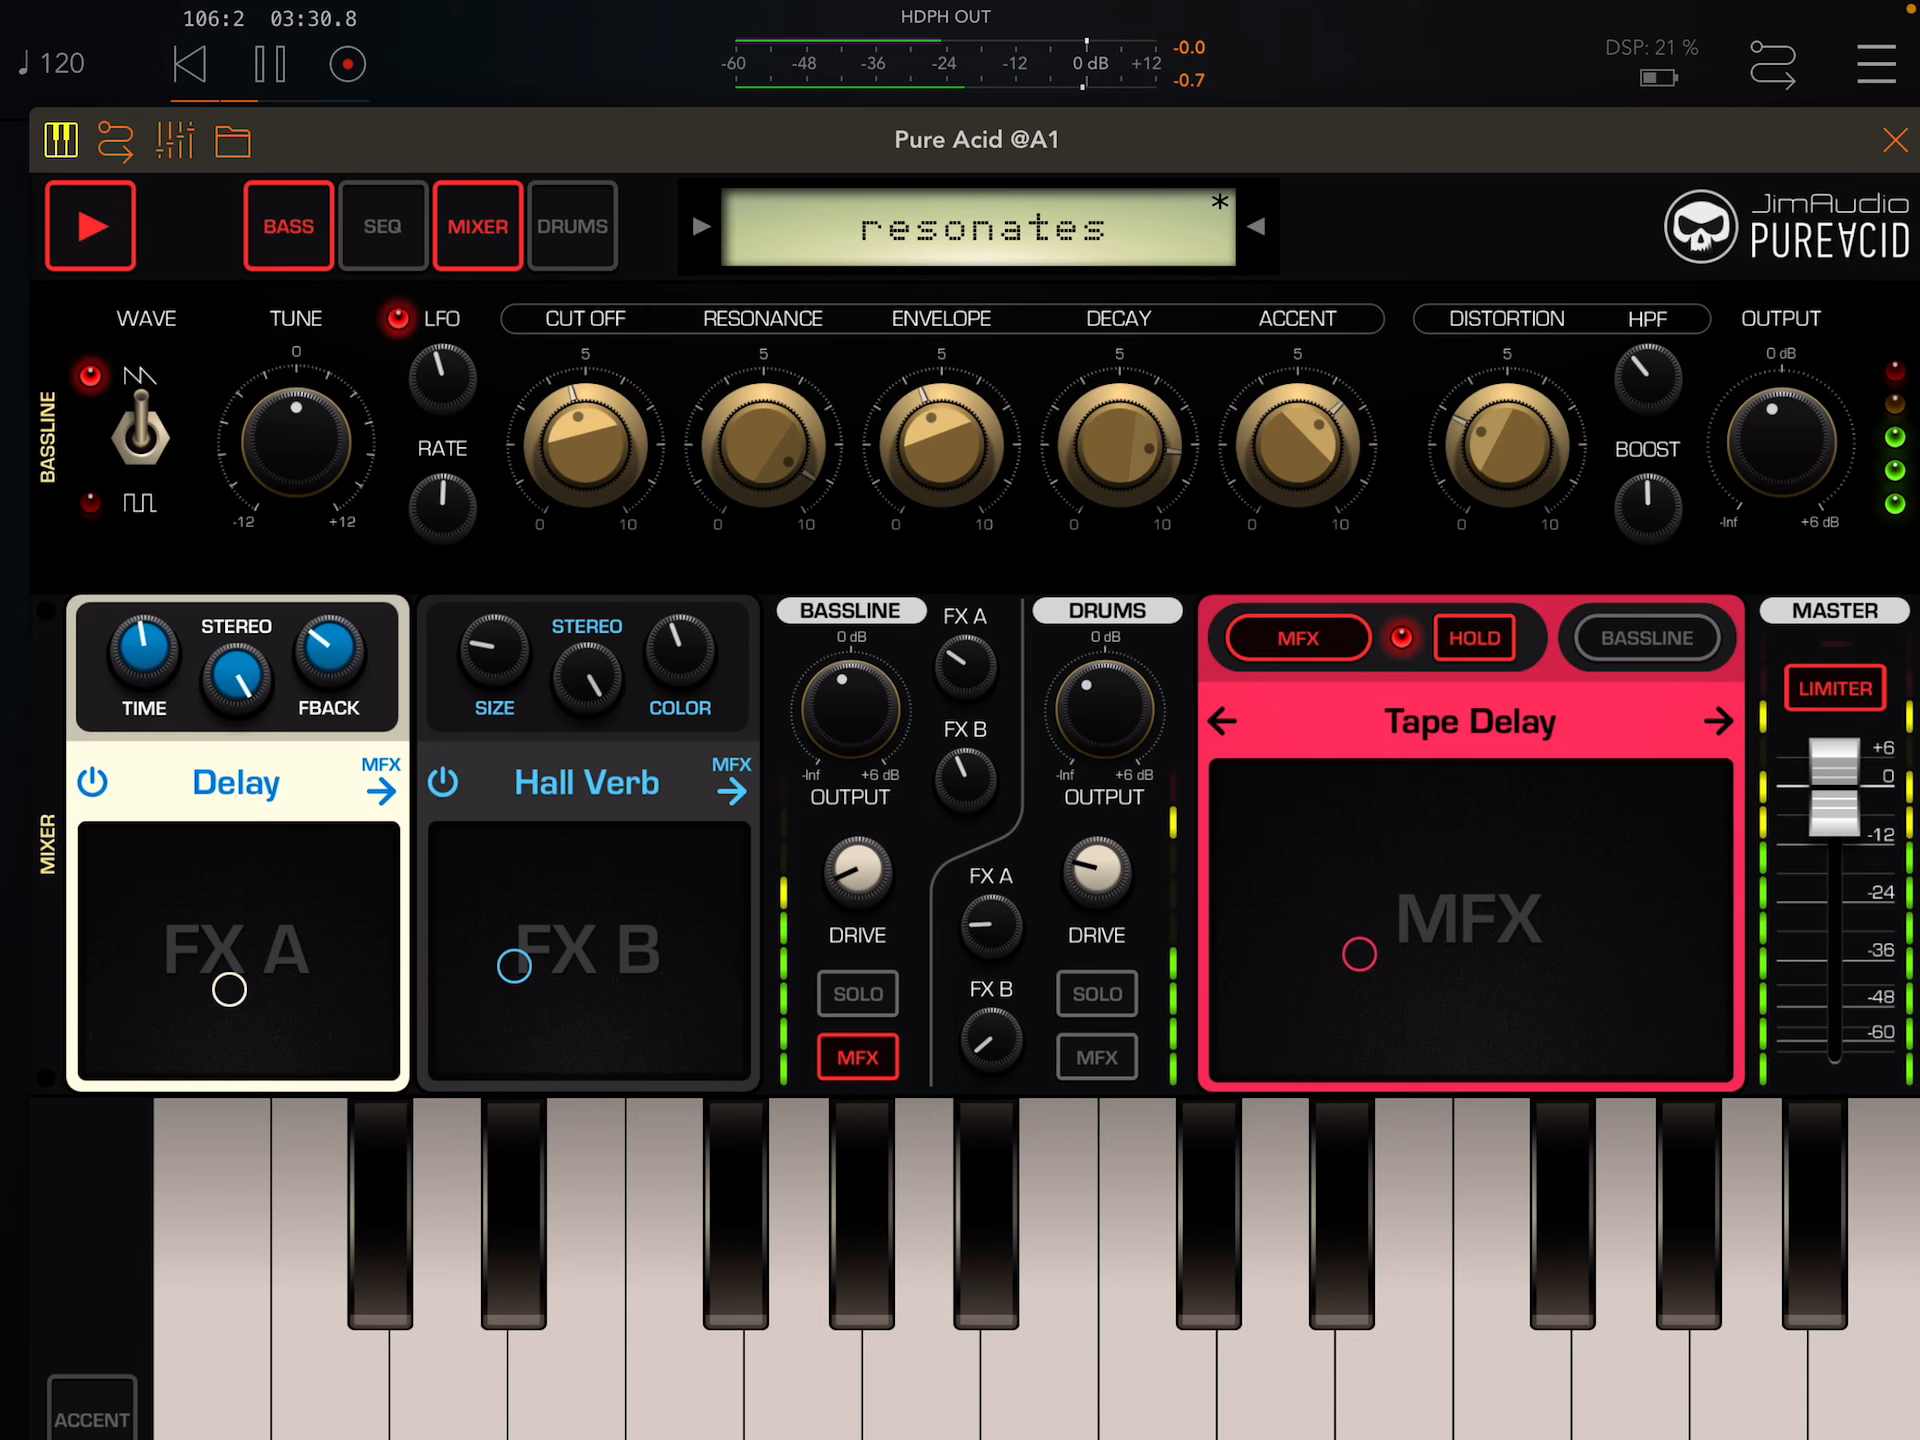 106:2 03:30.8
HDPH OUT
♩ 120
-60 -48 -36 -24 -12 0 dB +12
-0.0
-0.7
DSP: 21 %
Pure Acid @A1
BASS SEQ MIXER DRUMS
resonates *
JimAudio
PUREACID
WAVE TUNE LFO CUT OFF RESONANCE ENVELOPE DECAY ACCENT DISTORTION HPF OUTPUT
0 5 5 5 5 5 5 0 dB
BASSLINE
RATE BOOST
-12 +12 0 10 0 10 0 10 0 10 0 10 0 10 -Inf +6 dB
MIXER
STEREO
TIME FBACK
Delay MFX
FX A
STEREO
SIZE COLOR
Hall Verb MFX
FX B
BASSLINE
0 dB
-Inf +6 dB
OUTPUT
DRIVE
SOLO
MFX
FX A
FX B
FX A
FX B
DRUMS
0 dB
-Inf +6 dB
OUTPUT
DRIVE
SOLO
MFX
MFX HOLD BASSLINE
Tape Delay
MFX
MASTER
LIMITER
+6
0
-12
-24
-36
-48
-60
ACCENT